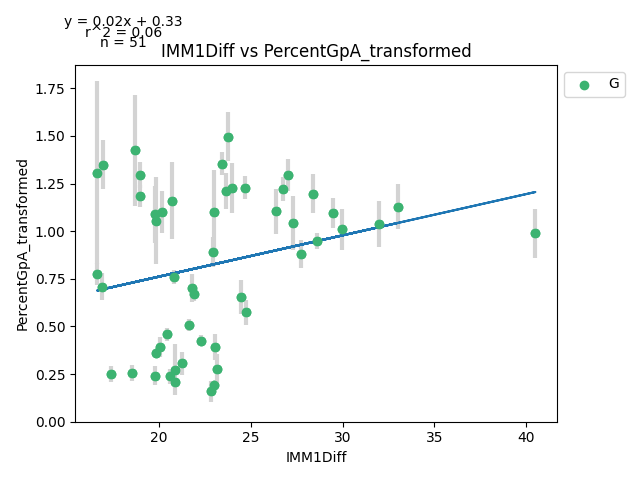 y = 0.02x + 0.33
r^2 = 0.06
n = 51
IMM1Diff vs PercentGpA_transformed
G
PercentGpA_transformed
1.75
1.50
1.25
1.00
0.75
0.50
0.25
0.00
20
25
30
35
40
IMM1Diff